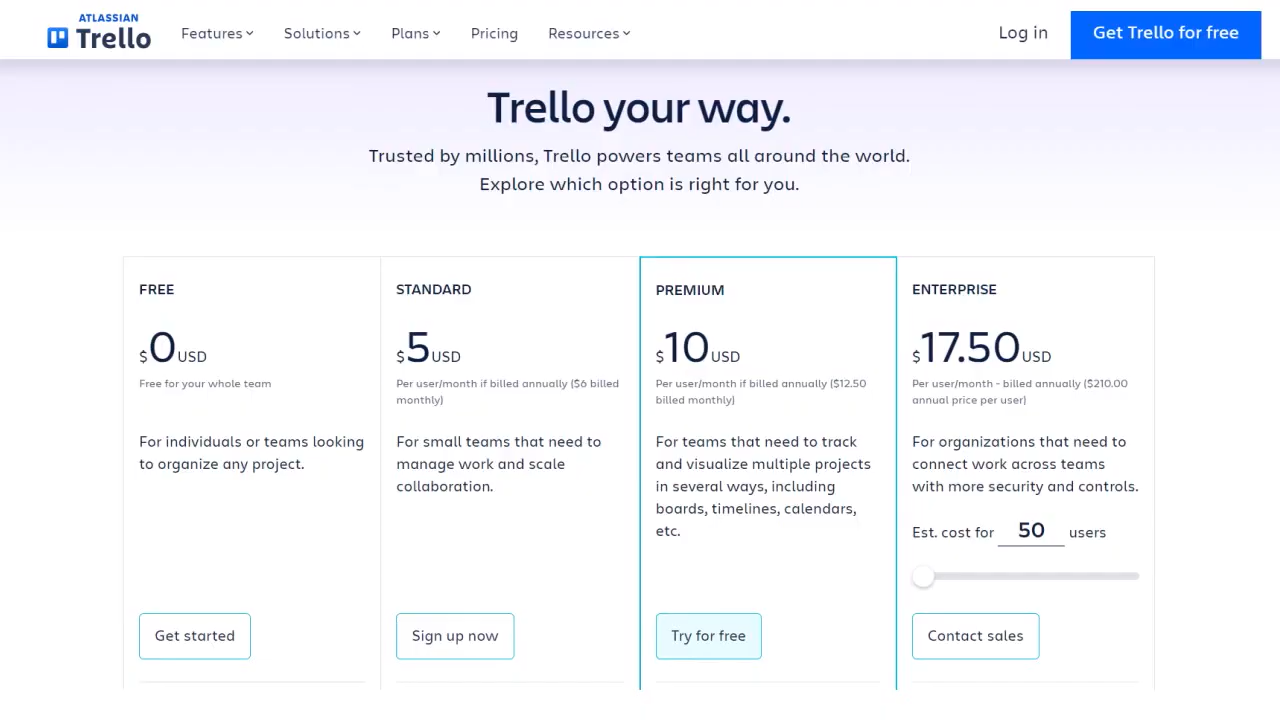 ATLASSIAN
Trello
Features
Solutions
Plans
Pricing
Resources
Log in
Get Trello for free
Trello your way.
Trusted by millions, Trello powers teams all around the world.
Explore which option is right for you.
FREE
$0USD
Free for your whole team
For individuals or teams looking
to organize any project.
Get started
STANDARD
$5USD
Per user/month if billed annually ($6 billed
monthly)
For small teams that need to
manage work and scale
collaboration.
Sign up now
PREMIUM
$10USD
Per user/month if billed annually ($12.50
billed monthly)
For teams that need to track
and visualize multiple projects
in several ways, including
boards, timelines, calendars,
etc.
Try for free
ENTERPRISE
$17.50USD
Per user/month - billed annually ($210.00
annual price per user)
For organizations that need to
connect work across teams
with more security and controls.
Est. cost for 50 users
Contact sales